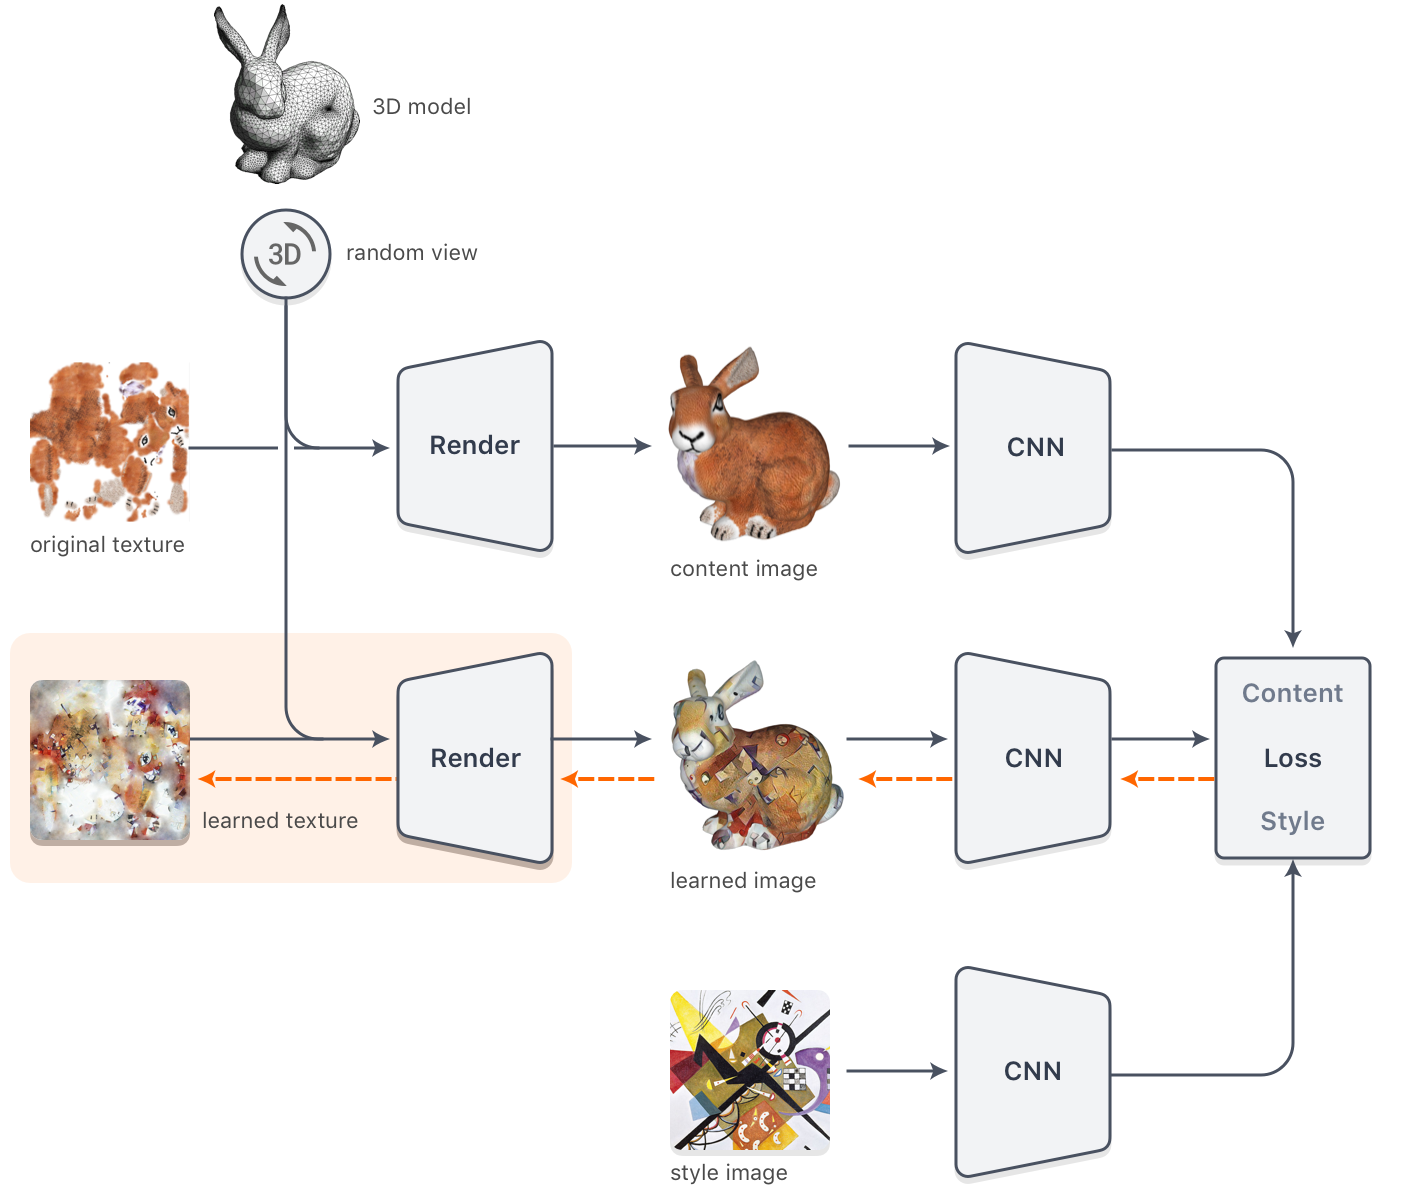 3D model
3D
random view
Render
CNN
original texture
content image
Content
Render
CNN
Loss
learned texture
Style
learned image
CNN
style image